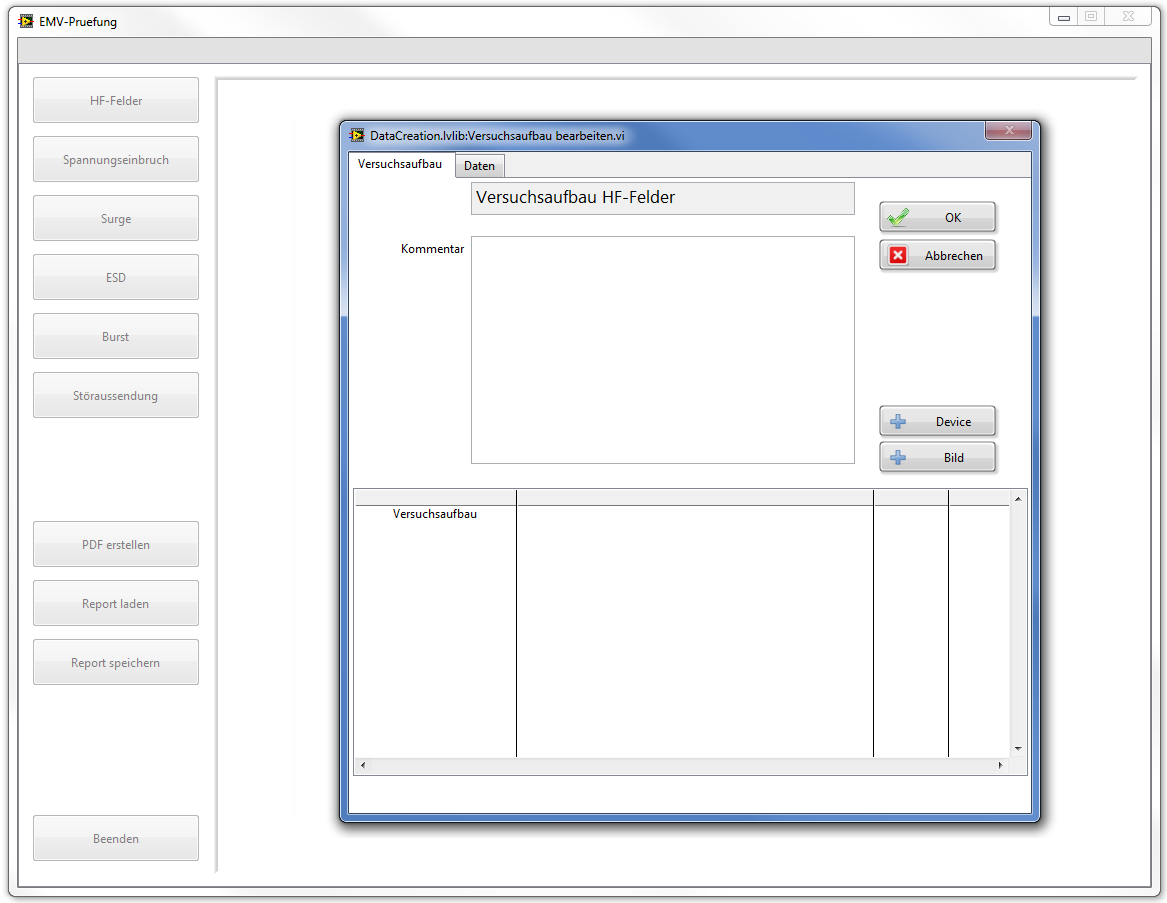 EMV-Pruefung
HF-Felder
Spannungseinbruch
Surge
ESD
Burst
Störaussendung
PDF erstellen
Report laden
Report speichern
Beenden
DataCreation.lvlib:Versuchsaufbau bearbeiten.vi
Versuchsaufbau
Daten
Versuchsaufbau HF-Felder
Kommentar
OK
Abbrechen
Device
Bild
Versuchsaufbau